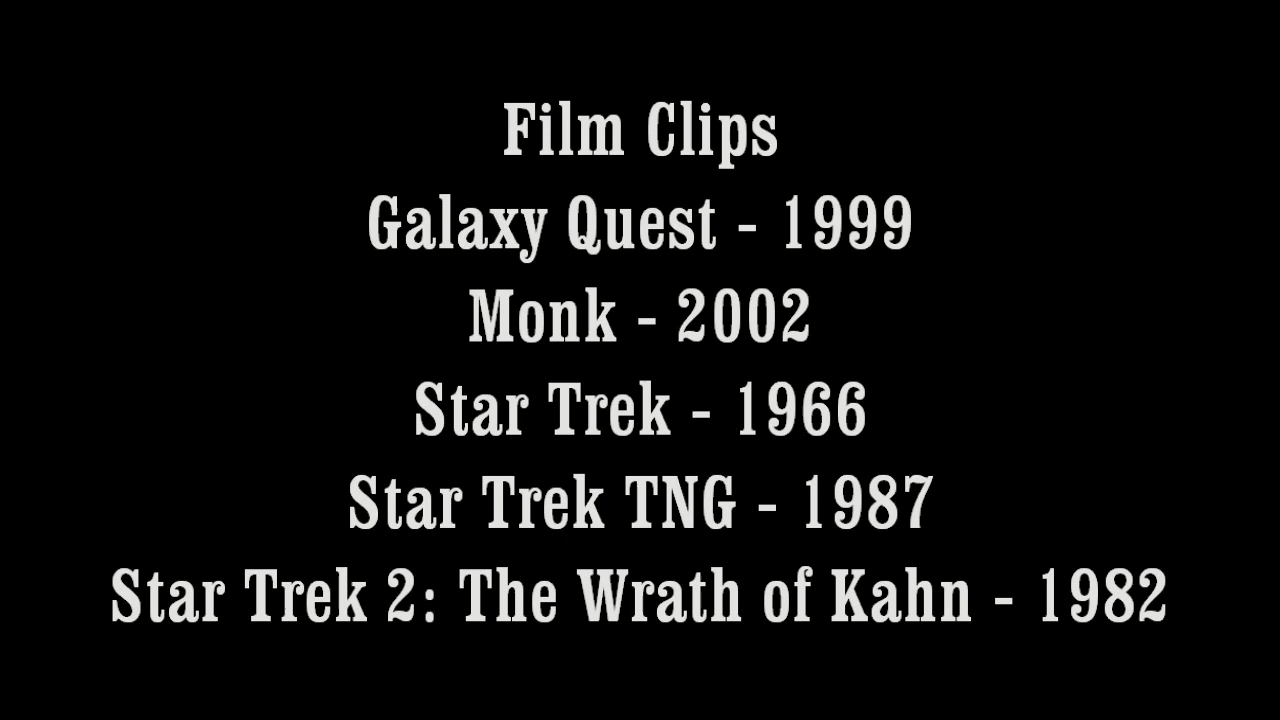 Film Clips
Galaxy Quest - 1999
Monk - 2002
Star Trek - 1966
Star Trek TNG - 1987
Star Trek 2: The Wrath of Kahn - 1982